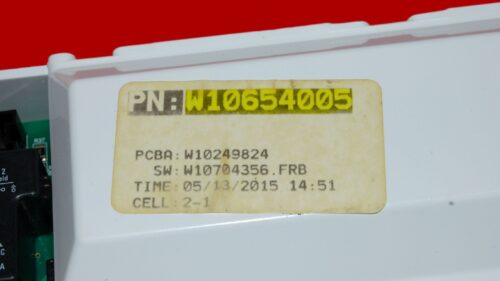 PN: W10654005
PCBA: W10249824
SW: W10704356.FRB
TIME: 05/13/2015 14:51
CELL: 2-1